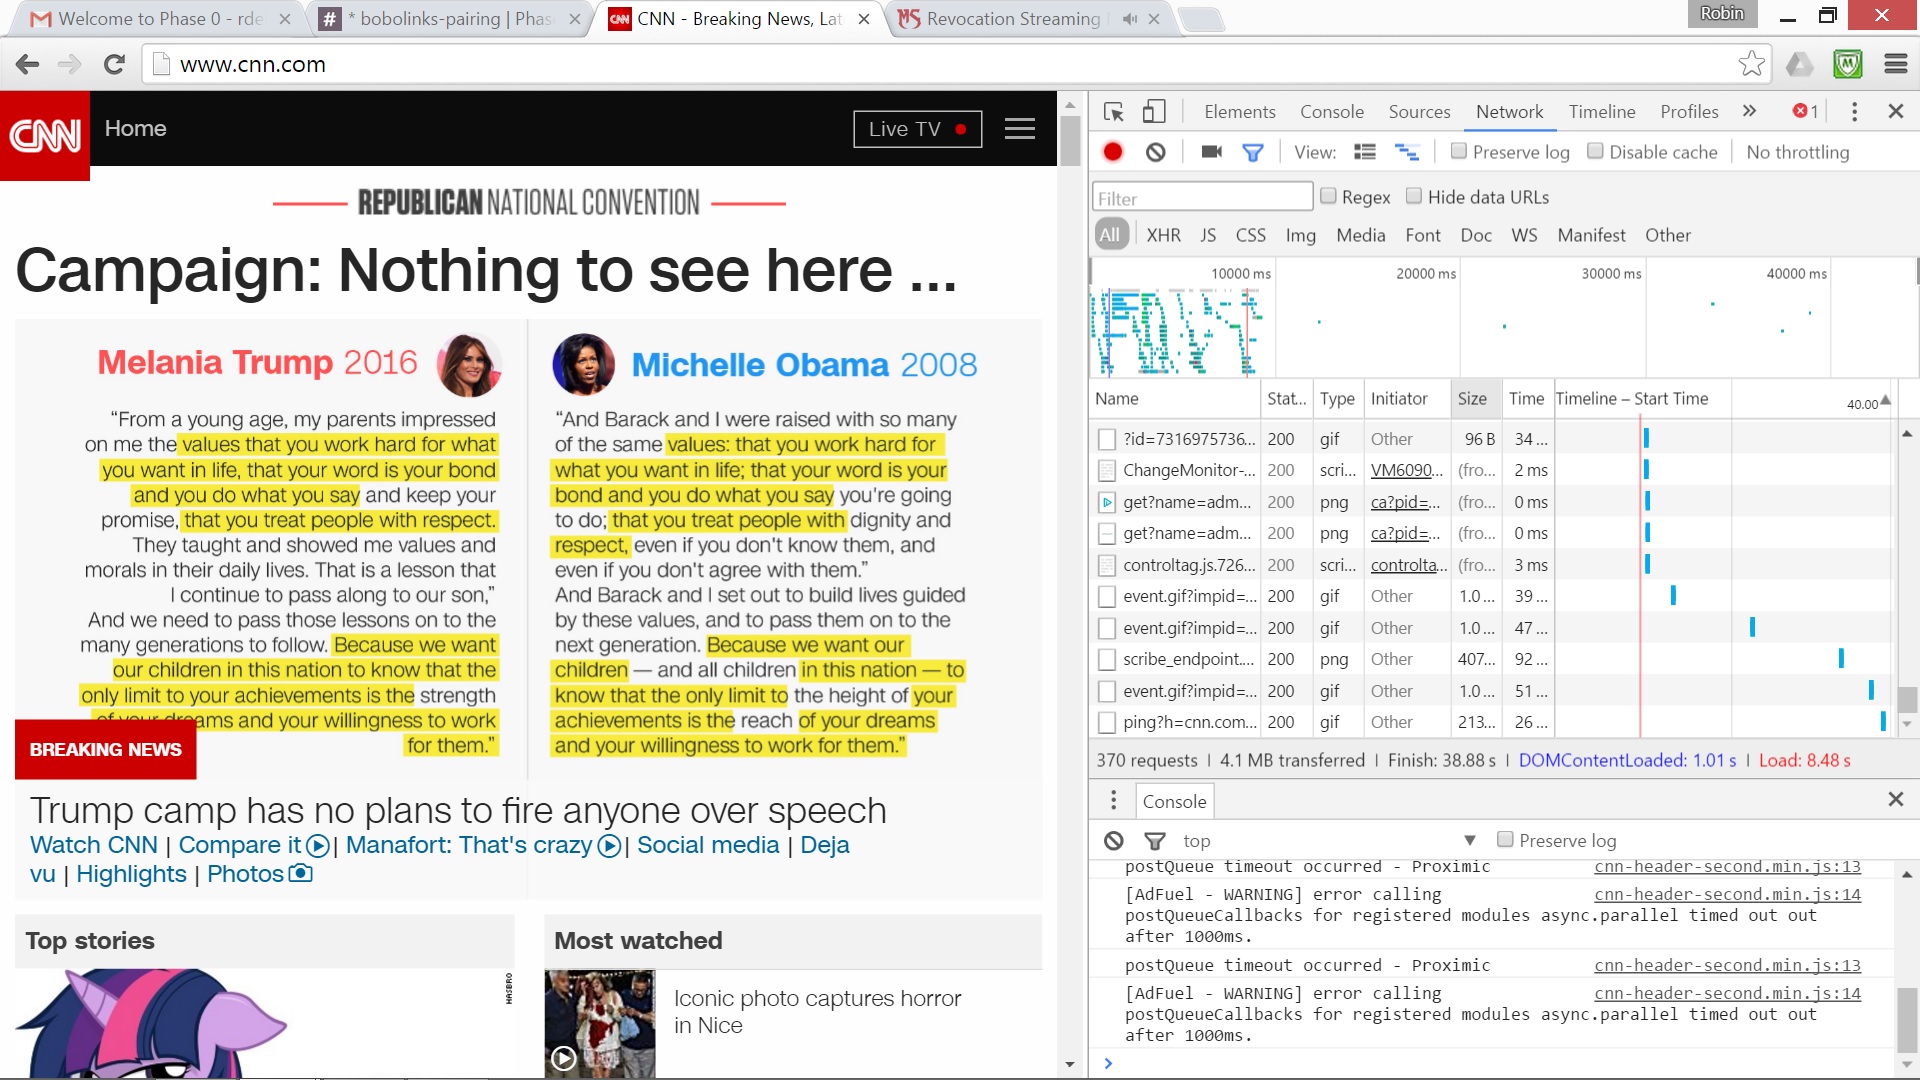 Welcome to Phase 0 - rde
* bobolinks-pairing | Phas
CNN - Breaking News, Lat
Revocation Streaming
Robin
www.cnn.com
CNN
Home
Live TV
REPUBLICAN NATIONAL CONVENTION
Campaign: Nothing to see here ...
Melania Trump 2016
“From a young age, my parents impressed
on me the values that you work hard for what
you want in life, that your word is your bond
and you do what you say and keep your
promise, that you treat people with respect.
They taught and showed me values and
morals in their daily lives. That is a lesson that
I continue to pass along to our son,”
And we need to pass those lessons on to the
many generations to follow. Because we want
our children in this nation to know that the
only limit to your achievements is the strength
of your dreams and your willingness to work
for them.”
Michelle Obama 2008
“And Barack and I were raised with so many
of the same values: that you work hard for
what you want in life; that your word is your
bond and you do what you say you're going
to do; that you treat people with dignity and
respect, even if you don't know them, and
even if you don't agree with them.”
And Barack and I set out to build lives guided
by these values, and to pass them on to the
next generation. Because we want our
children — and all children in this nation — to
know that the only limit to the height of your
achievements is the reach of your dreams
and your willingness to work for them.”
BREAKING NEWS
Trump camp has no plans to fire anyone over speech
Watch CNN | Compare it | Manafort: That's crazy | Social media | Deja
vu | Highlights | Photos
Top stories
HASBRO
Most watched
Iconic photo captures horror
in Nice
Elements Console Sources Network Timeline Profiles » 1
View: Preserve log Disable cache No throttling
Filter Regex Hide data URLs
All XHR JS CSS Img Media Font Doc WS Manifest Other
10000 ms 20000 ms 30000 ms 40000 ms
Name Stat... Type Initiator Size Time Timeline – Start Time 40.00
?id=7316975736... 200 gif Other 96 B 34 ...
ChangeMonitor-... 200 scri... VM6090... (fro... 2 ms
get?name=adm... 200 png ca?pid=... (fro... 0 ms
get?name=adm... 200 png ca?pid=... (fro... 0 ms
controltag.js.726... 200 scri... controlta... (fro... 3 ms
event.gif?impid=... 200 gif Other 1.0 ... 39 ...
event.gif?impid=... 200 gif Other 1.0 ... 47 ...
scribe_endpoint.... 200 png Other 407... 92 ...
event.gif?impid=... 200 gif Other 1.0 ... 51 ...
ping?h=cnn.com... 200 gif Other 213... 26 ...
370 requests | 4.1 MB transferred | Finish: 38.88 s | DOMContentLoaded: 1.01 s | Load: 8.48 s
Console
top Preserve log
postQueue timeout occurred - Proximic cnn-header-second.min.js:13
[AdFuel - WARNING] error calling cnn-header-second.min.js:14
postQueueCallbacks for registered modules async.parallel timed out out
after 1000ms.
postQueue timeout occurred - Proximic cnn-header-second.min.js:13
[AdFuel - WARNING] error calling cnn-header-second.min.js:14
postQueueCallbacks for registered modules async.parallel timed out out
after 1000ms.
>